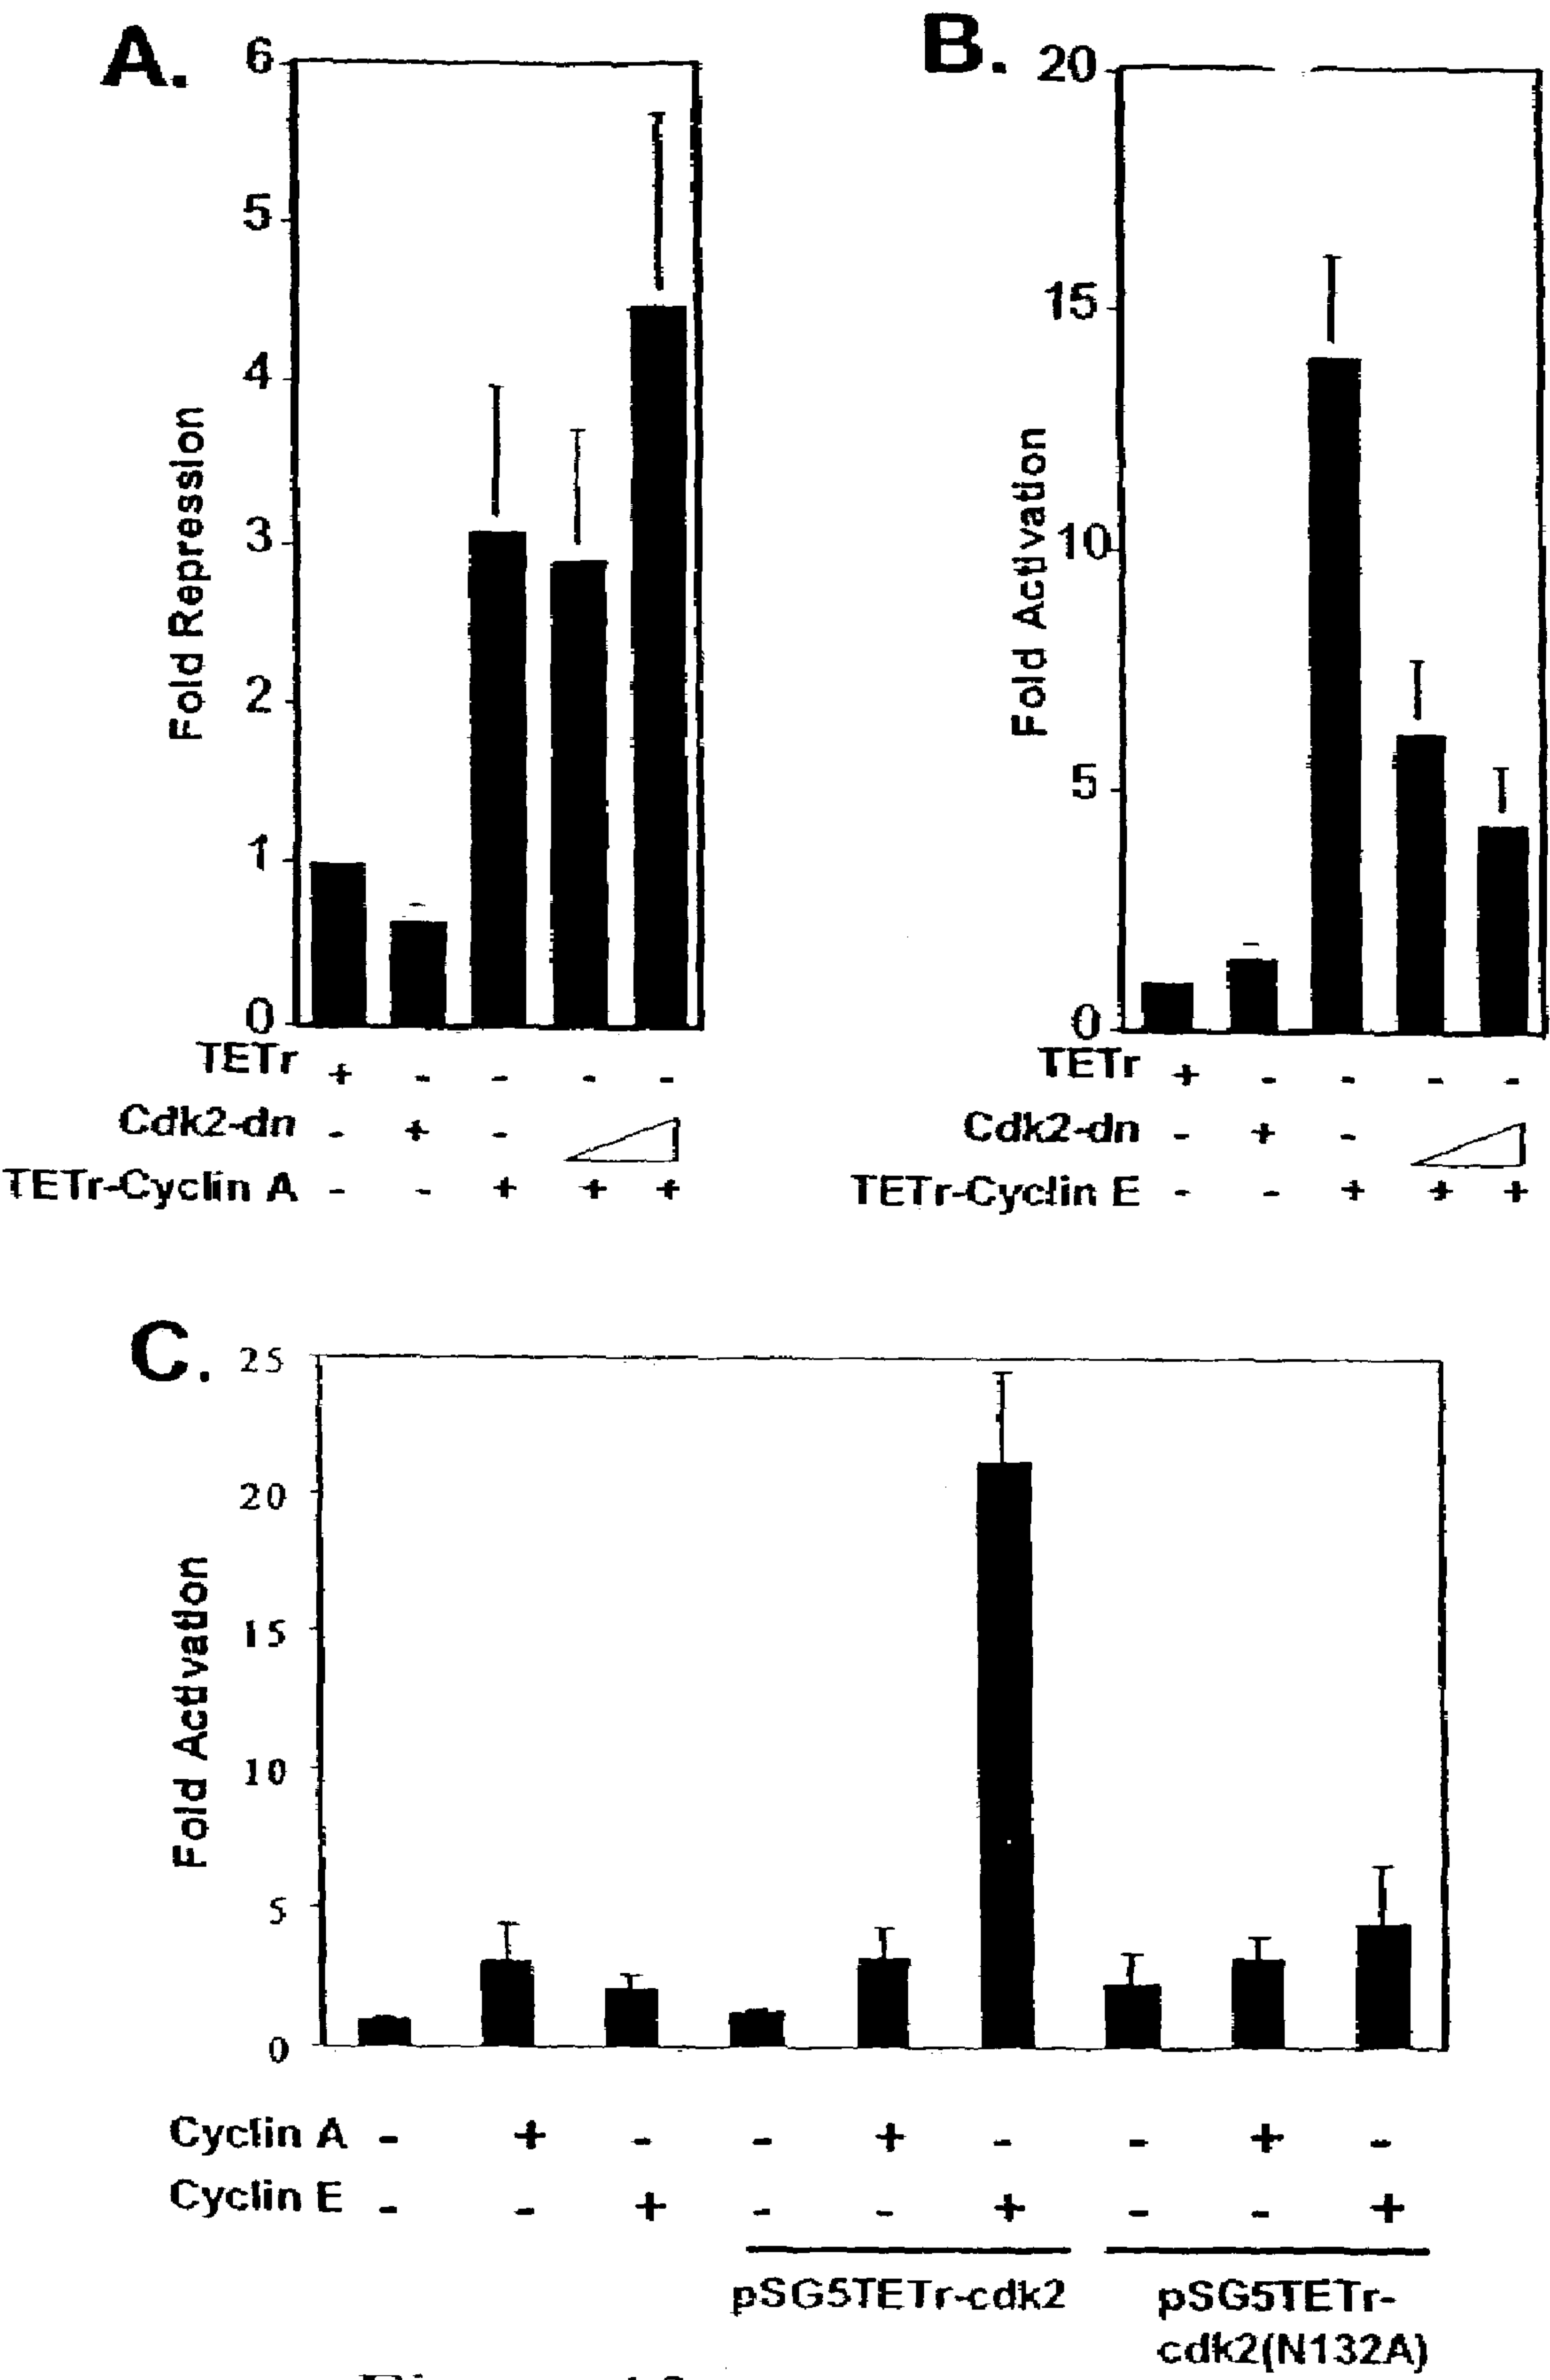 A.
6
5
4
3
2
1
0
Fold Repression
TETr + - - - -
Cdk2-dn - + -
TETr-Cyclin A - - + + +
B.
20
15
10
5
0
Fold Activation
TETr + - - - -
Cdk2-dn - + -
TETr-Cyclin E - - + + +
C.
25
20
15
10
5
0
Fold Activation
Cyclin A - + - - + - - + -
Cyclin E - - + - - + - - +
pSG5TETr-cdk2
pSG5TETr-
cdk2(N132A)